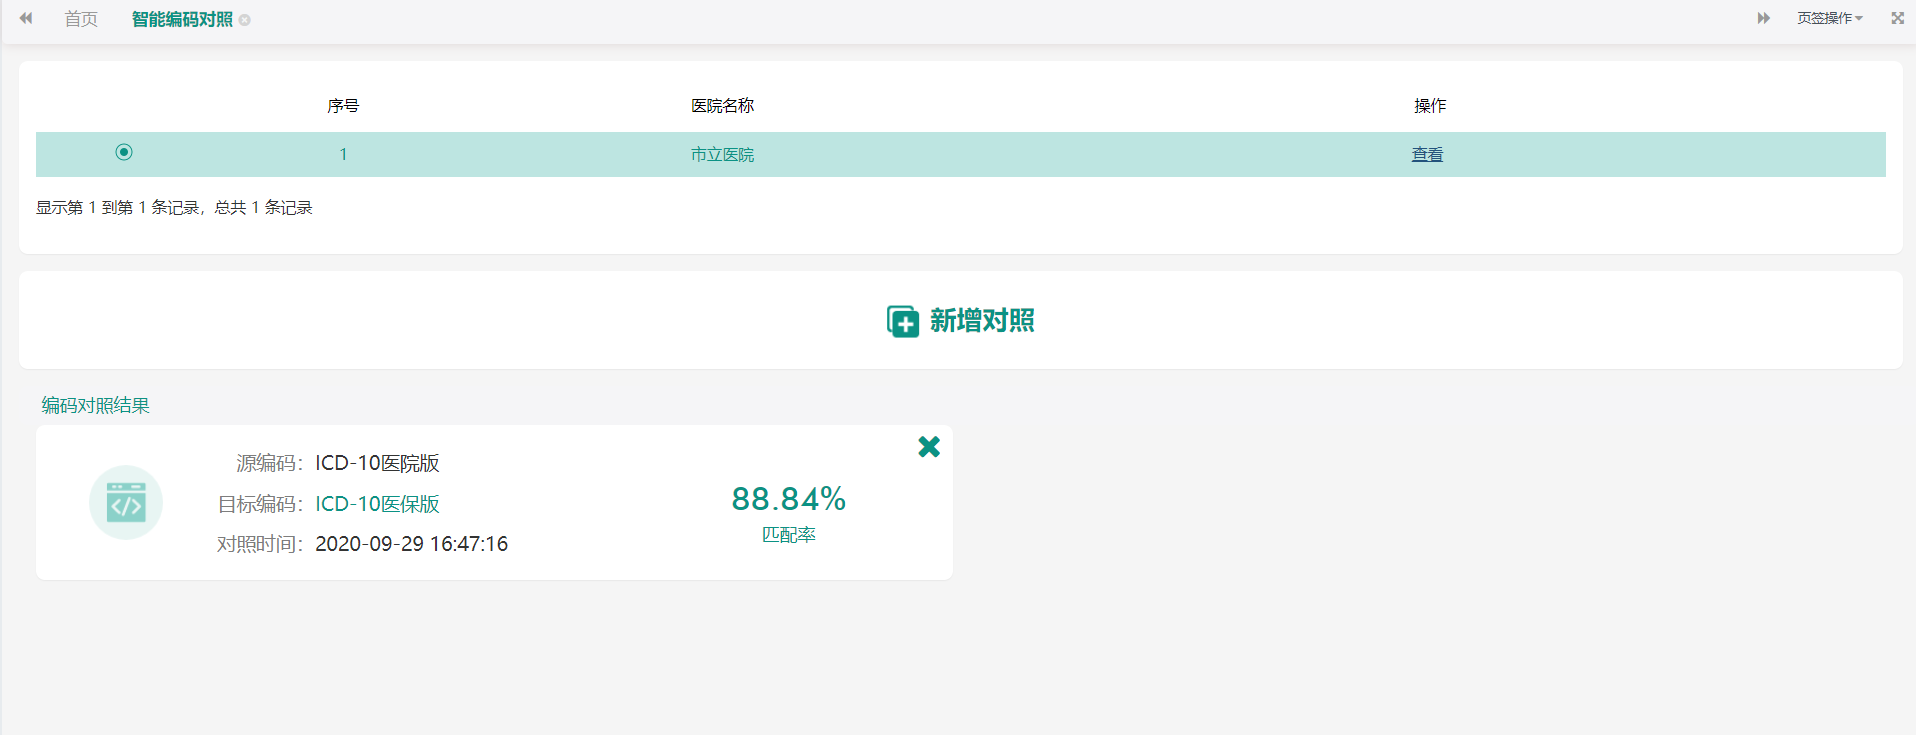 首页 智能编码对照 页签操作
序号 医院名称 操作
1 市立医院 查看
显示第 1 到第 1 条记录，总共 1 条记录
新增对照
编码对照结果
源编码：ICD-10医院版
目标编码：ICD-10医保版
对照时间：2020-09-29 16:47:16
88.84%
匹配率